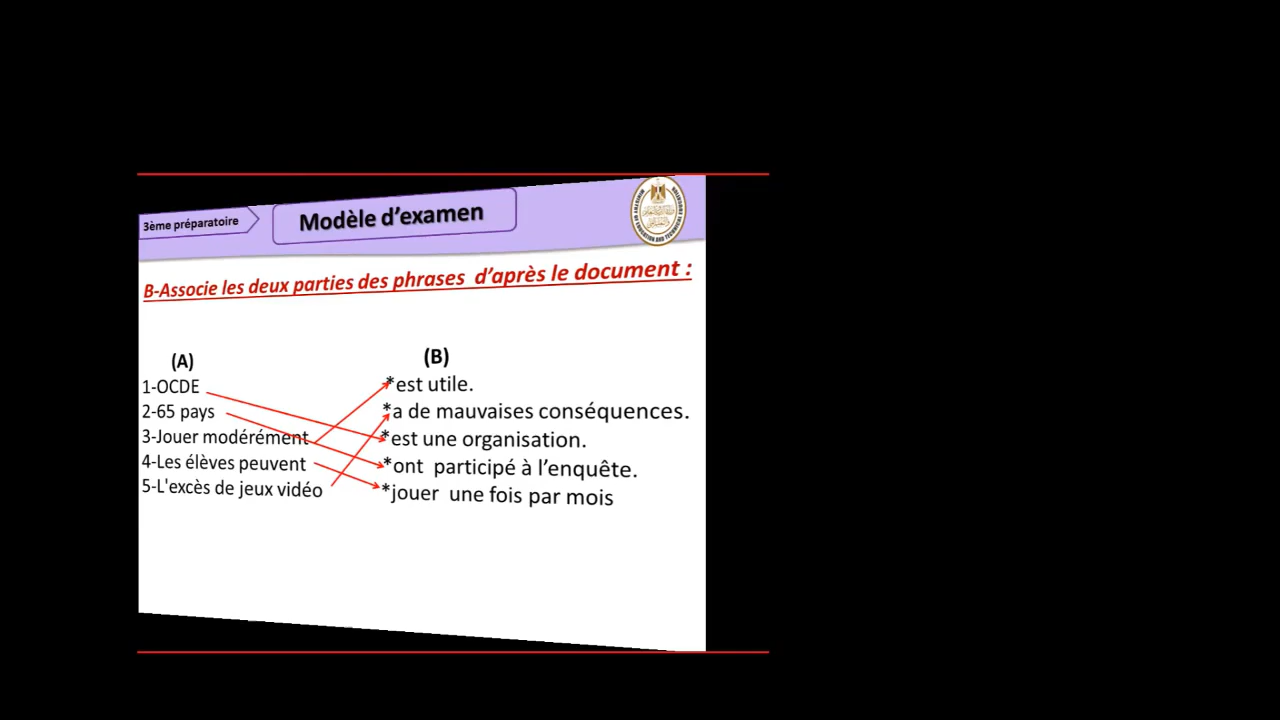 3ème préparatoire
Modèle d'examen
B-Associe les deux parties des phrases d'après le document :
(A) (B)
1-OCDE *est utile.
2-65 pays *a de mauvaises conséquences.
3-Jouer modérément *est une organisation.
4-Les élèves peuvent *ont participé à l'enquête.
5-L'excès de jeux vidéo *jouer une fois par mois